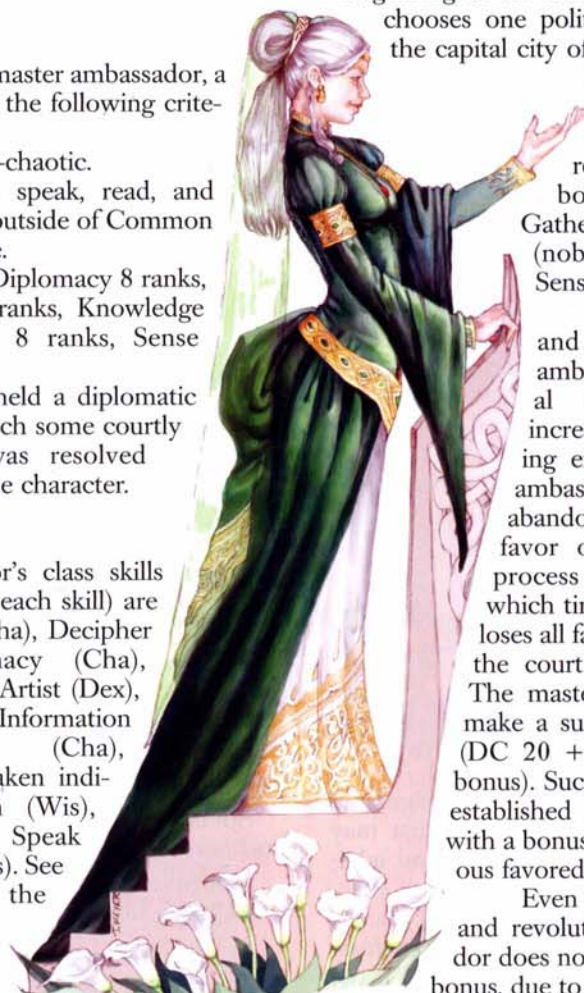 master ambassador, a
the following crite-
-chaotic.
speak, read, and
outside of Common
e.
Diplomacy 8 ranks,
ranks, Knowledge
8 ranks, Sense
held a diplomatic
ch some courtly
was resolved
e character.
or's class skills
each skill) are
ha), Decipher
macy (Cha),
Artist (Dex),
Information
(Cha),
aken indi-
n (Wis),
Speak
s). See
the
chooses one poli
the capital city of
re
bo
Gathe
(nob
Sens
and
amb
al
incre
ing e
ambas
abando
favor o
process
which tin
loses all fa
the court
The maste
make a su
(DC 20 +
bonus). Suc
established
with a bonus
ous favored
Even
and revolut
dor does no
bonus, due to